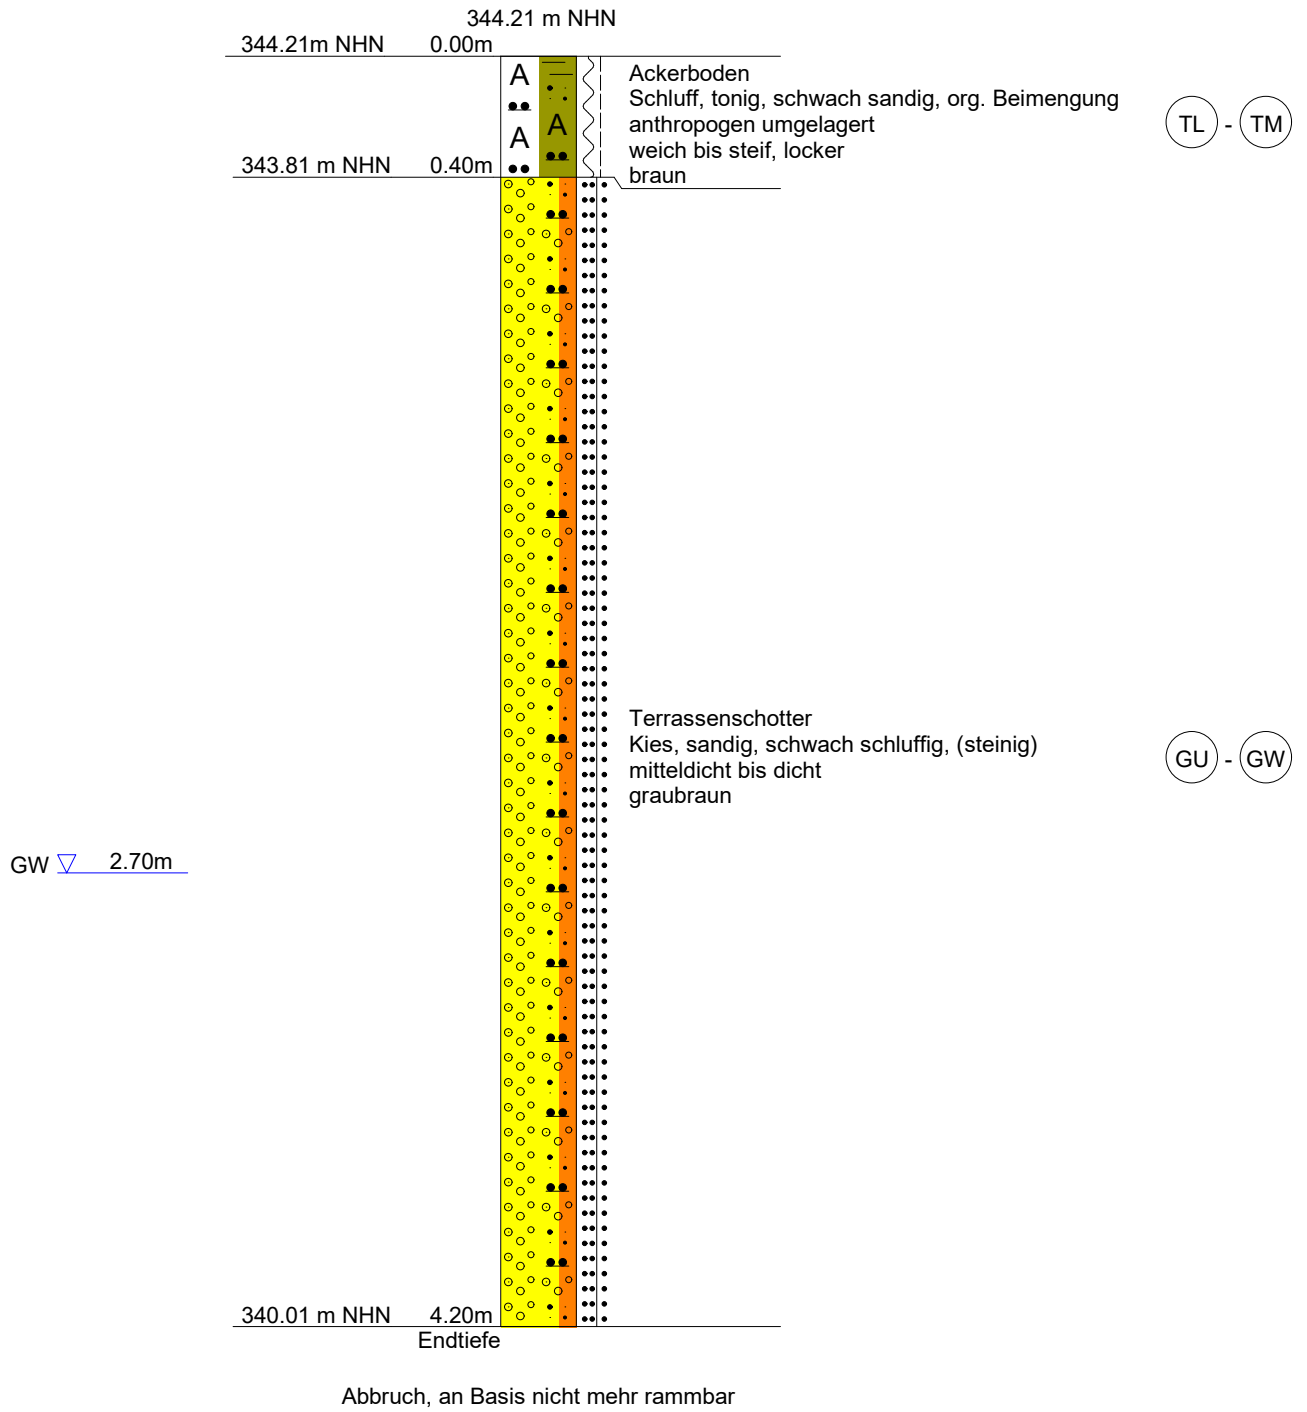 344.21 m NHN
344.21m NHN 0.00m
A
A
A
Ackerboden
Schluff, tonig, schwach sandig, org. Beimengung
anthropogen umgelagert
weich bis steif, locker
braun
TL - TM
343.81 m NHN 0.40m
Terrassenschotter
Kies, sandig, schwach schluffig, (steinig)
mitteldicht bis dicht
graubraun
GU - GW
GW 2.70m
340.01 m NHN 4.20m
Endtiefe
Abbruch, an Basis nicht mehr rammbar